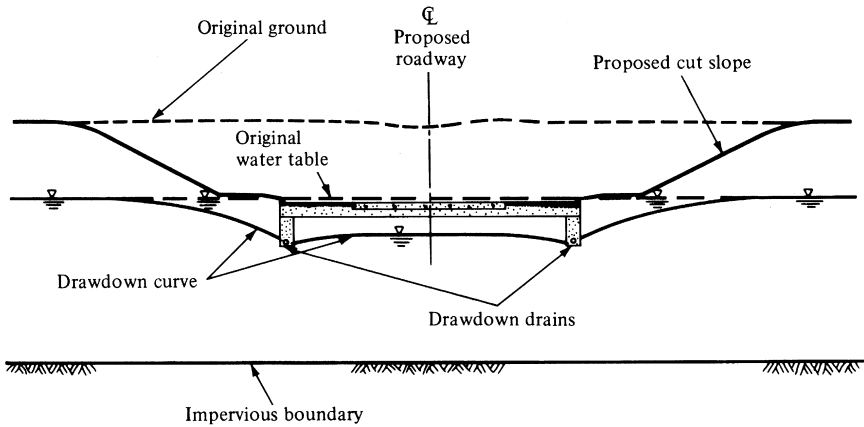 ℄
Proposed
roadway
Original ground
Proposed cut slope
Original
water table
Drawdown curve
Drawdown drains
Impervious boundary